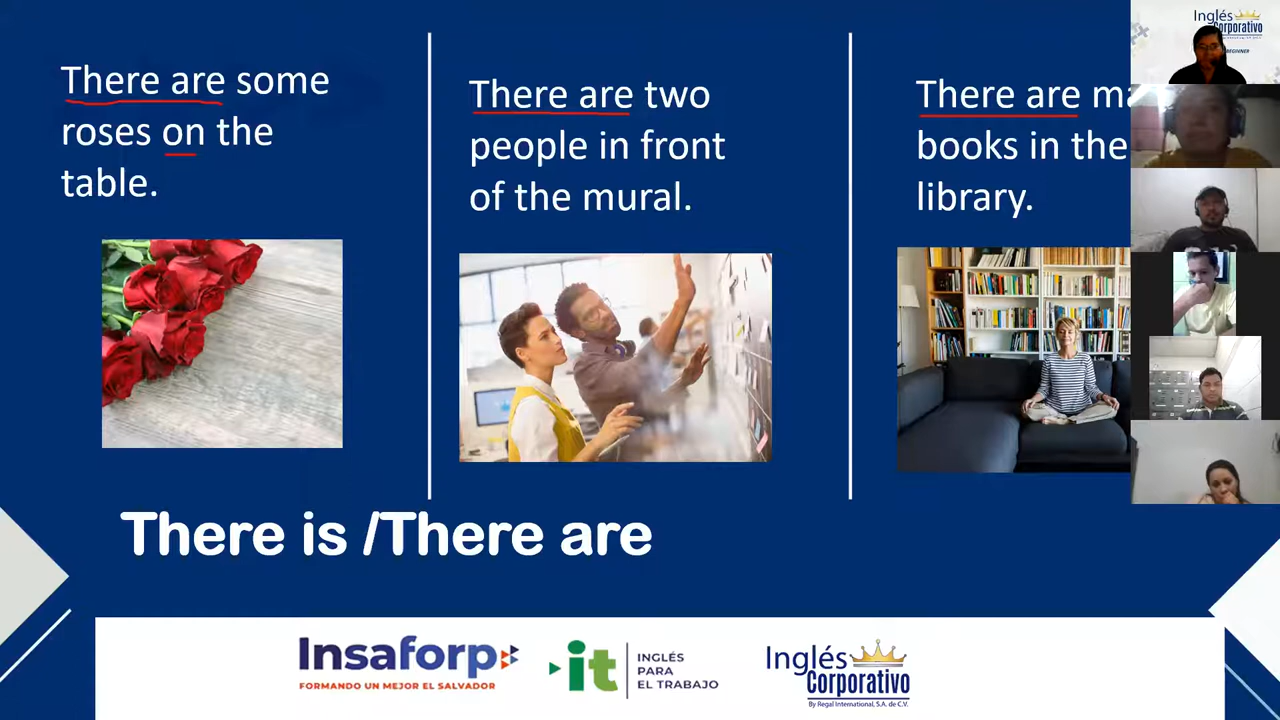 There are some
roses on the
table.
There are two
people in front
of the mural.
There are
books in the
library.
There is /There are
Insaforp
FORMANDO UN MEJOR EL SALVADOR
it
INGLÉS
PARA
EL TRABAJO
Inglés
Corporativo
By Regal International, S.A. de C.V.
Inglés
Corporativo
BEGINNER